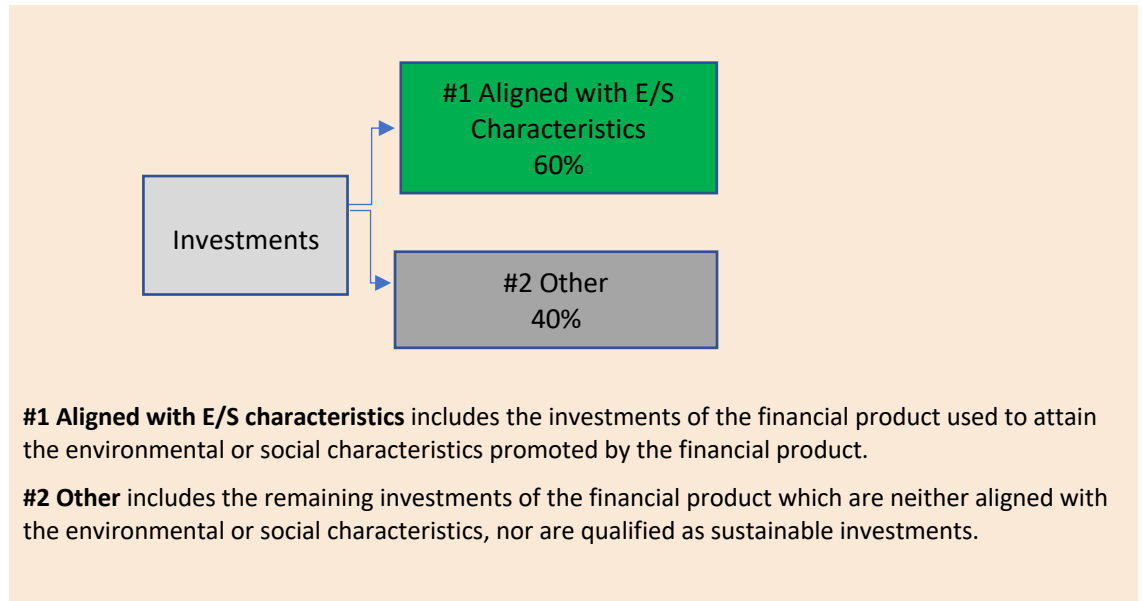 #1 Aligned with E/S
Characteristics
60%
Investments
#2 Other
40%
#1 Aligned with E/S characteristics includes the investments of the financial product used to attain
the environmental or social characteristics promoted by the financial product.
#2 Other includes the remaining investments of the financial product which are neither aligned with
the environmental or social characteristics, nor are qualified as sustainable investments.